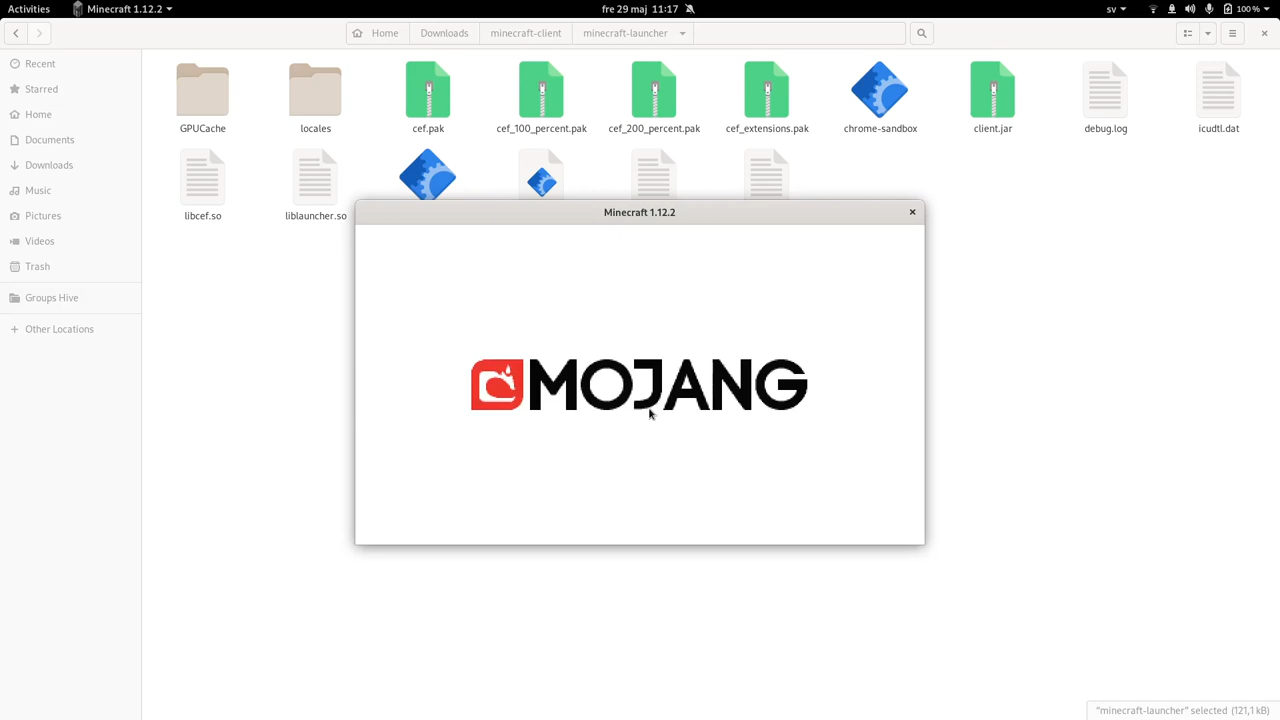 Activities
Minecraft 1.12.2
fre 29 maj 11:17
sv
100 %
Home
Downloads
minecraft-client
minecraft-launcher
Recent
Starred
Home
Documents
Downloads
Music
Pictures
Videos
Trash
Groups Hive
Other Locations
GPUCache
locales
cef.pak
cef_100_percent.pak
cef_200_percent.pak
cef_extensions.pak
chrome-sandbox
client.jar
debug.log
icudtl.dat
libcef.so
liblauncher.so
Minecraft 1.12.2
MOJANG
"minecraft-launcher" selected (121,1 kB)